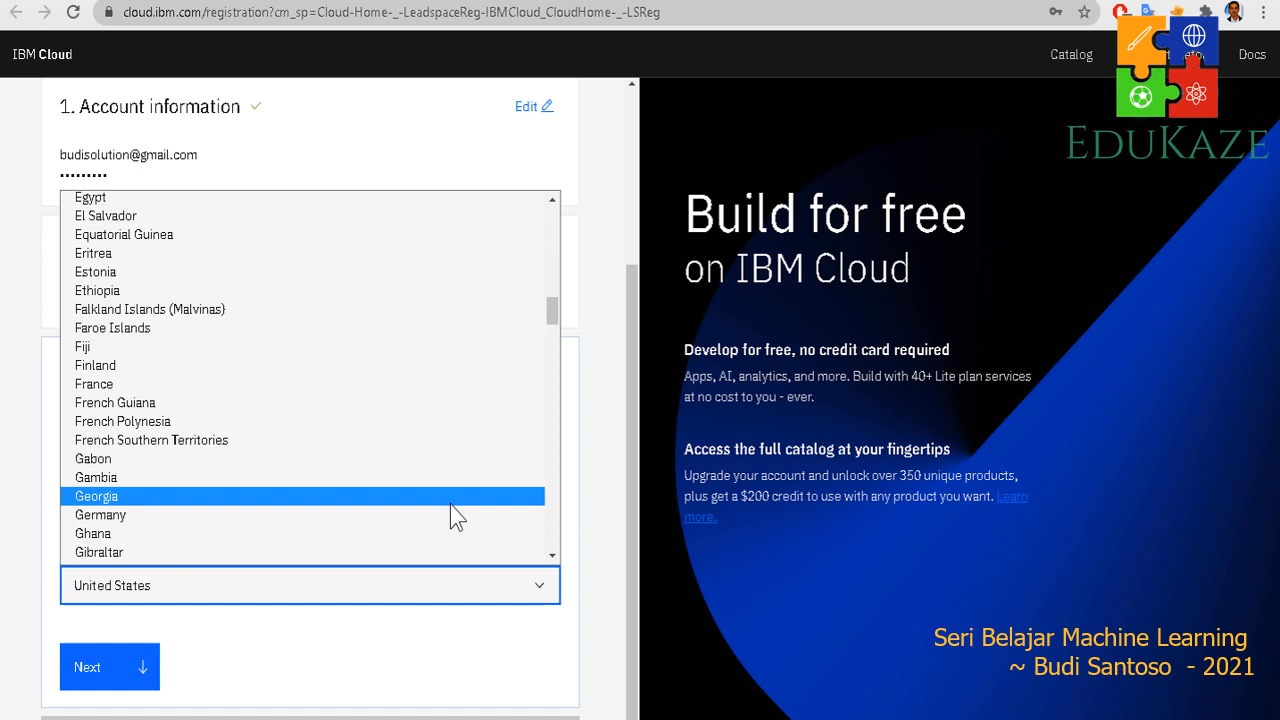 cloud.ibm.com/registration?cm_sp=Cloud-Home-_-LeadspaceReg-IBMCloud_CloudHome-_-LSReg
IBM Cloud
Catalog
Docs
EduKaze
1. Account information
Edit
budisolution@gmail.com
•••••••••
Egypt
El Salvador
Equatorial Guinea
Eritrea
Estonia
Ethiopia
Falkland Islands (Malvinas)
Faroe Islands
Fiji
Finland
France
French Guiana
French Polynesia
French Southern Territories
Gabon
Gambia
Georgia
Germany
Ghana
Gibraltar
United States
Next
Build for free
on IBM Cloud
Develop for free, no credit card required
Apps, AI, analytics, and more. Build with 40+ Lite plan services
at no cost to you - ever.
Access the full catalog at your fingertips
Upgrade your account and unlock over 350 unique products,
plus get a $200 credit to use with any product you want. Learn
more.
Seri Belajar Machine Learning
~ Budi Santoso - 2021